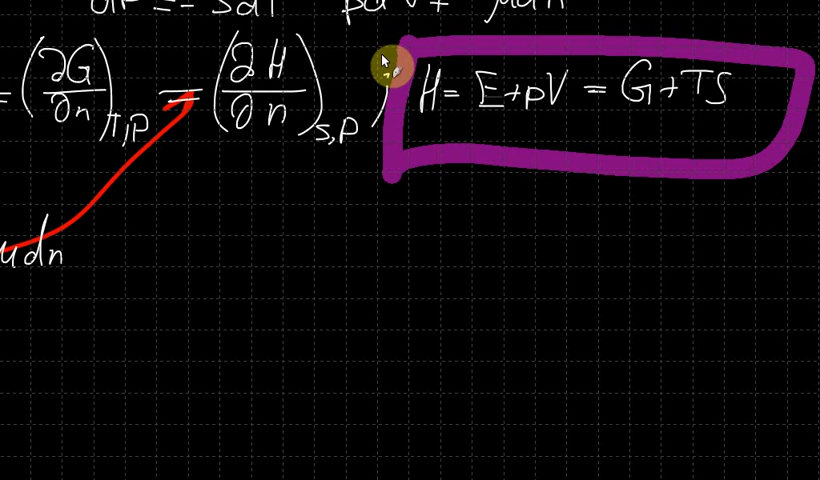 = (∂G/∂n)T,P = (∂H/∂n)S,P, H = E+pV = G+TS
μdn